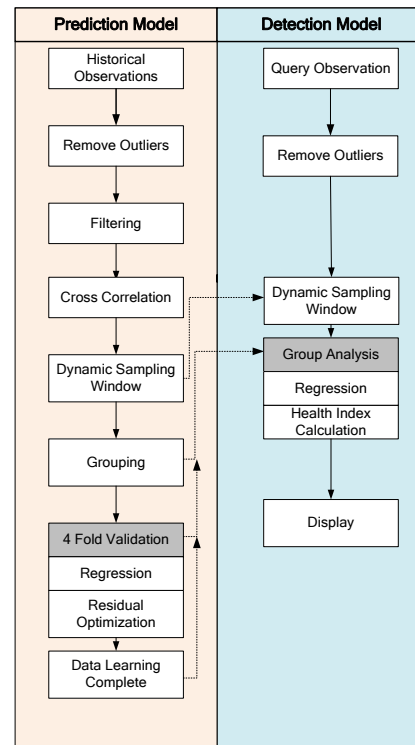 Prediction Model
Historical
Observations
Remove Outliers
Filtering
Cross Correlation
Dynamic Sampling
Window
Grouping
4 Fold Validation
Regression
Residual
Optimization
Data Learning
Complete
Detection Model
Query Observation
Remove Outliers
Dynamic Sampling
Window
Group Analysis
Regression
Health Index
Calculation
Display